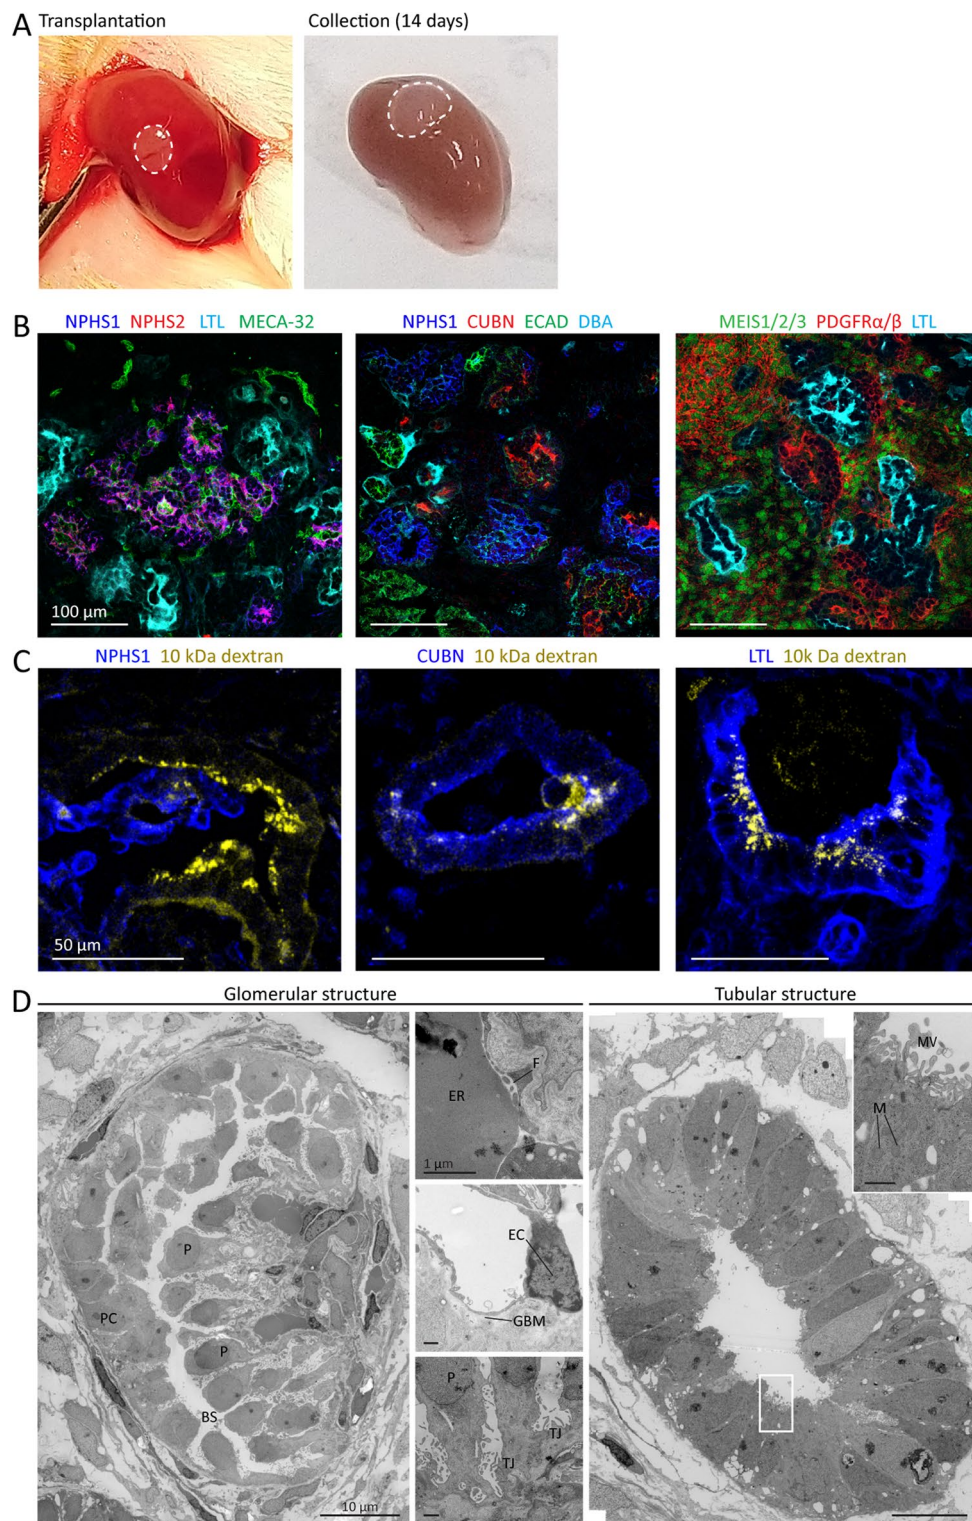 A
Transplantation
Collection (14 days)
B
NPHS1 NPHS2 LTL MECA-32
NPHS1 CUBN ECAD DBA
MEIS1/2/3 PDGFRα/β LTL
100 µm
C
NPHS1 10 kDa dextran
CUBN 10 kDa dextran
LTL 10k Da dextran
50 µm
D
Glomerular structure
Tubular structure
P
PC
P
BS
10 µm
F
ER
1 µm
EC
GBM
P
TJ
TJ
MV
M